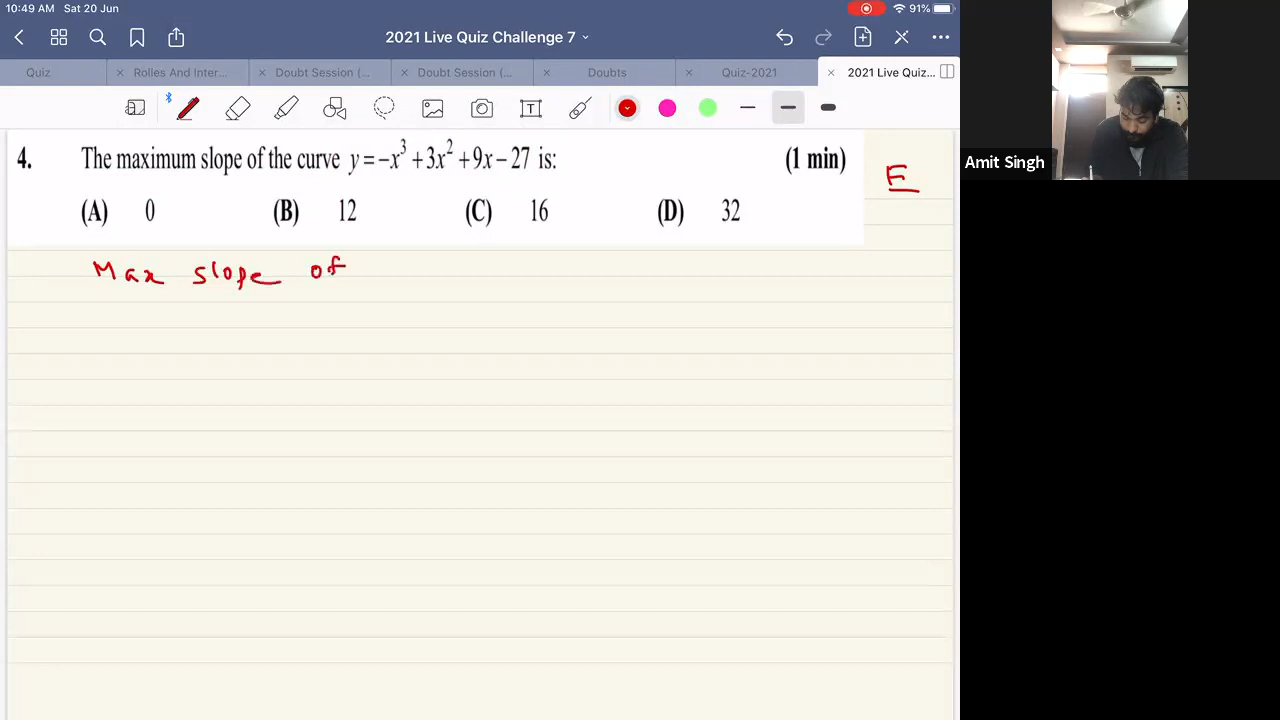 10:49 AM Sat 20 Jun
91%
2021 Live Quiz Challenge 7
Quiz
Rolles And Inter...
Doubt Session (...
Doubt Session (...
Doubts
Quiz-2021
2021 Live Quiz...
4. The maximum slope of the curve y = –x³ + 3x² + 9x – 27 is: (1 min)
E
(A) 0 (B) 12 (C) 16 (D) 32
Max slope of
Amit Singh